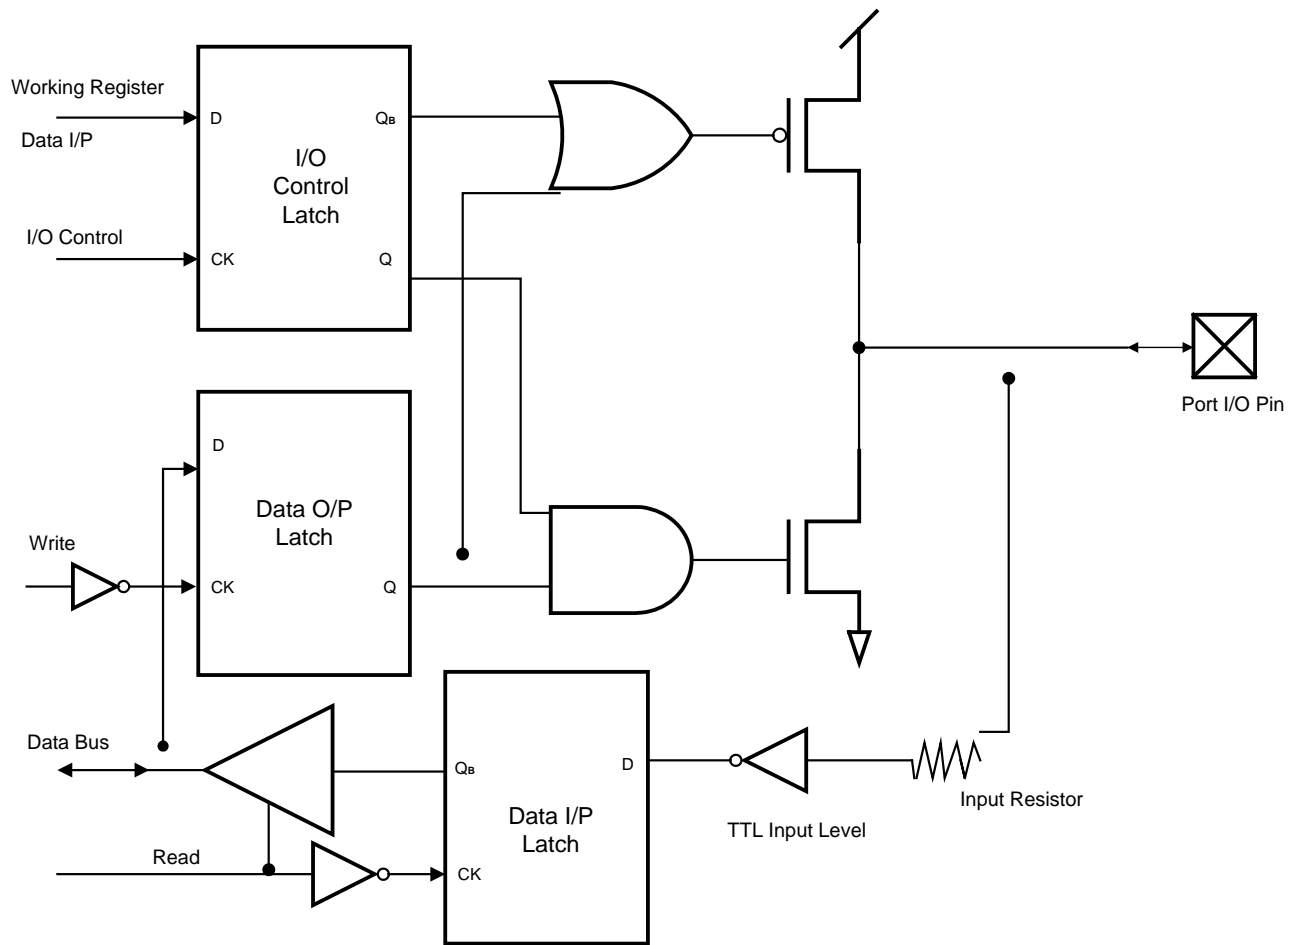 Working Register
Data I/P
D
QB
I/O
Control
Latch
I/O Control
CK
Q
Port I/O Pin
D
Data O/P
Latch
Write
CK
Q
Data Bus
QB
D
Data I/P
Latch
Input Resistor
TTL Input Level
Read
CK